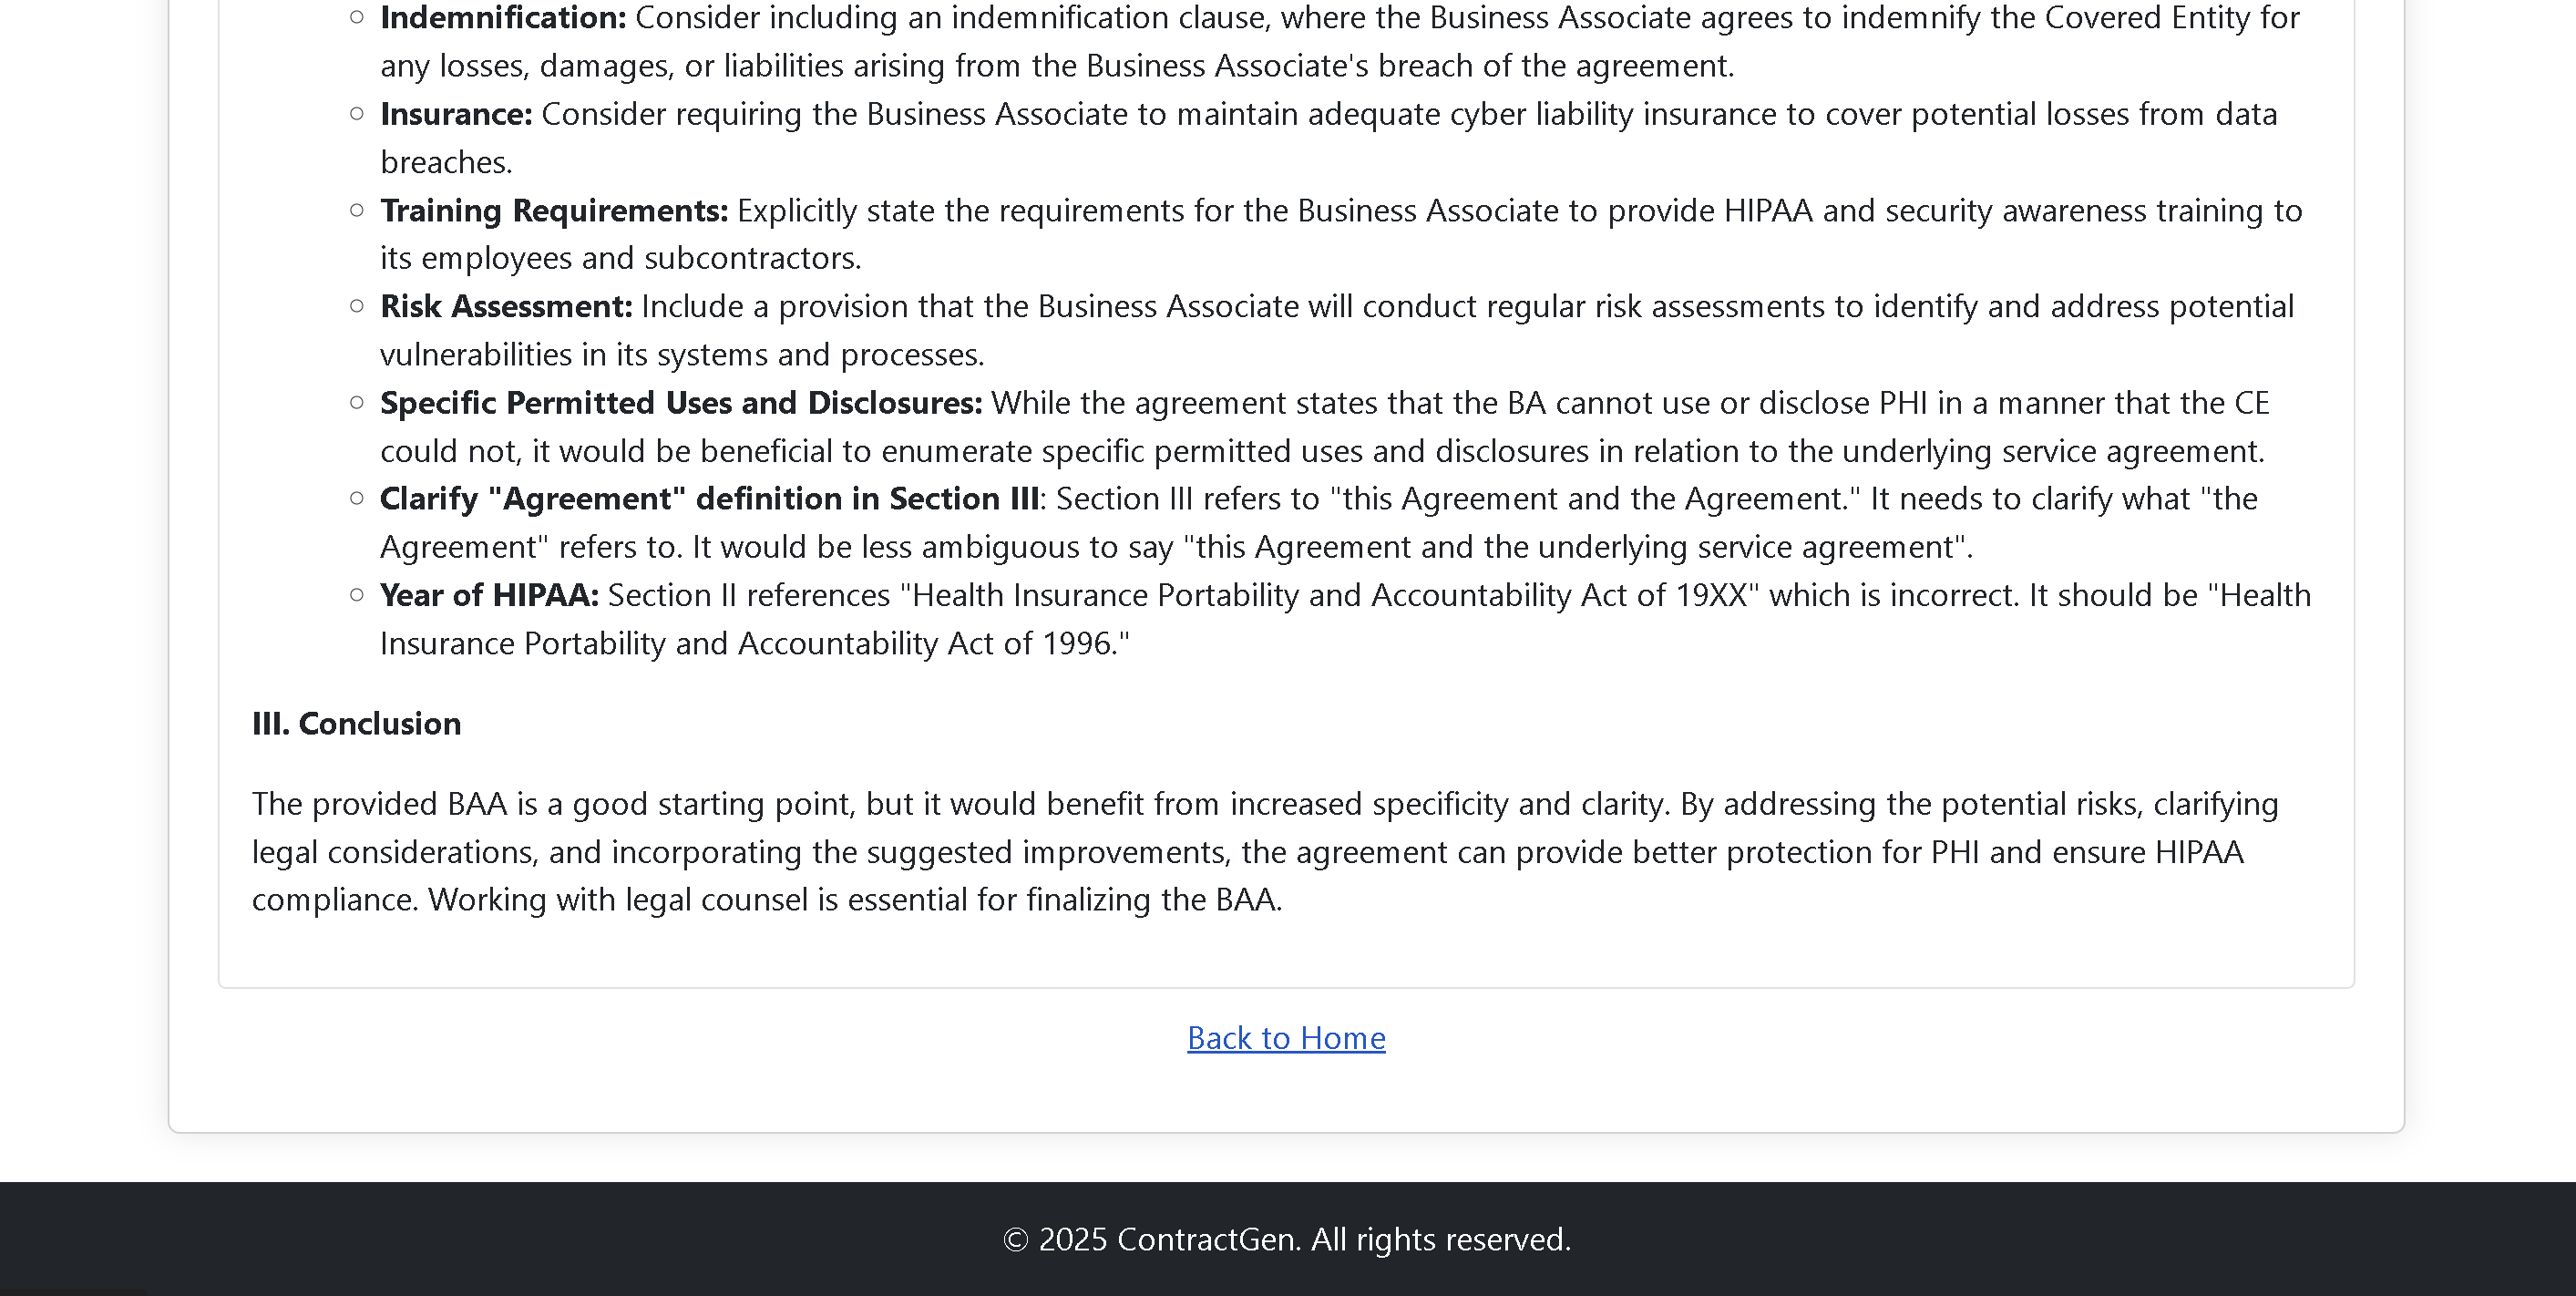 Indemnification: Consider including an indemnification clause, where the Business Associate agrees to indemnify the Covered Entity for
any losses, damages, or liabilities arising from the Business Associate's breach of the agreement.
Insurance: Consider requiring the Business Associate to maintain adequate cyber liability insurance to cover potential losses from data
breaches.
Training Requirements: Explicitly state the requirements for the Business Associate to provide HIPAA and security awareness training to
its employees and subcontractors.
Risk Assessment: Include a provision that the Business Associate will conduct regular risk assessments to identify and address potential
vulnerabilities in its systems and processes.
Specific Permitted Uses and Disclosures: While the agreement states that the BA cannot use or disclose PHI in a manner that the CE
could not, it would be beneficial to enumerate specific permitted uses and disclosures in relation to the underlying service agreement.
Clarify "Agreement" definition in Section III: Section III refers to "this Agreement and the Agreement." It needs to clarify what "the
Agreement" refers to. It would be less ambiguous to say "this Agreement and the underlying service agreement".
Year of HIPAA: Section II references "Health Insurance Portability and Accountability Act of 19XX" which is incorrect. It should be "Health
Insurance Portability and Accountability Act of 1996."
III. Conclusion
The provided BAA is a good starting point, but it would benefit from increased specificity and clarity. By addressing the potential risks, clarifying
legal considerations, and incorporating the suggested improvements, the agreement can provide better protection for PHI and ensure HIPAA
compliance. Working with legal counsel is essential for finalizing the BAA.
Back to Home
© 2025 ContractGen. All rights reserved.